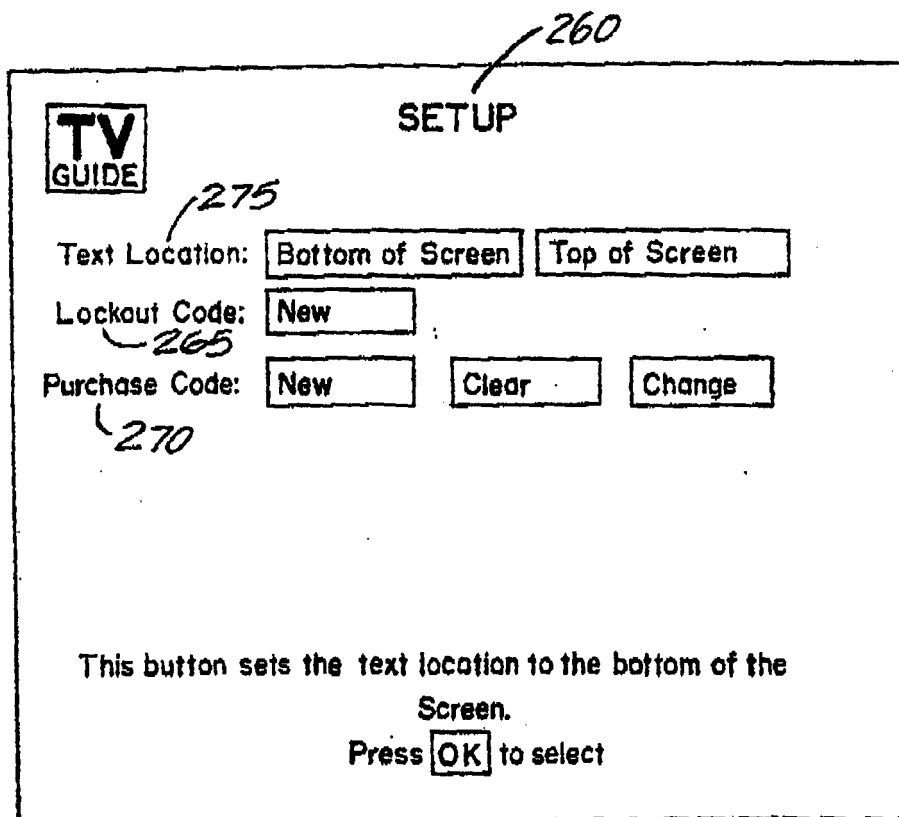 260
SETUP
TV
GUIDE
275
Text Location: Bottom of Screen Top of Screen
Lockout Code: New
265
Purchase Code: New Clear Change
270
This button sets the text location to the bottom of the
Screen.
Press OK to select